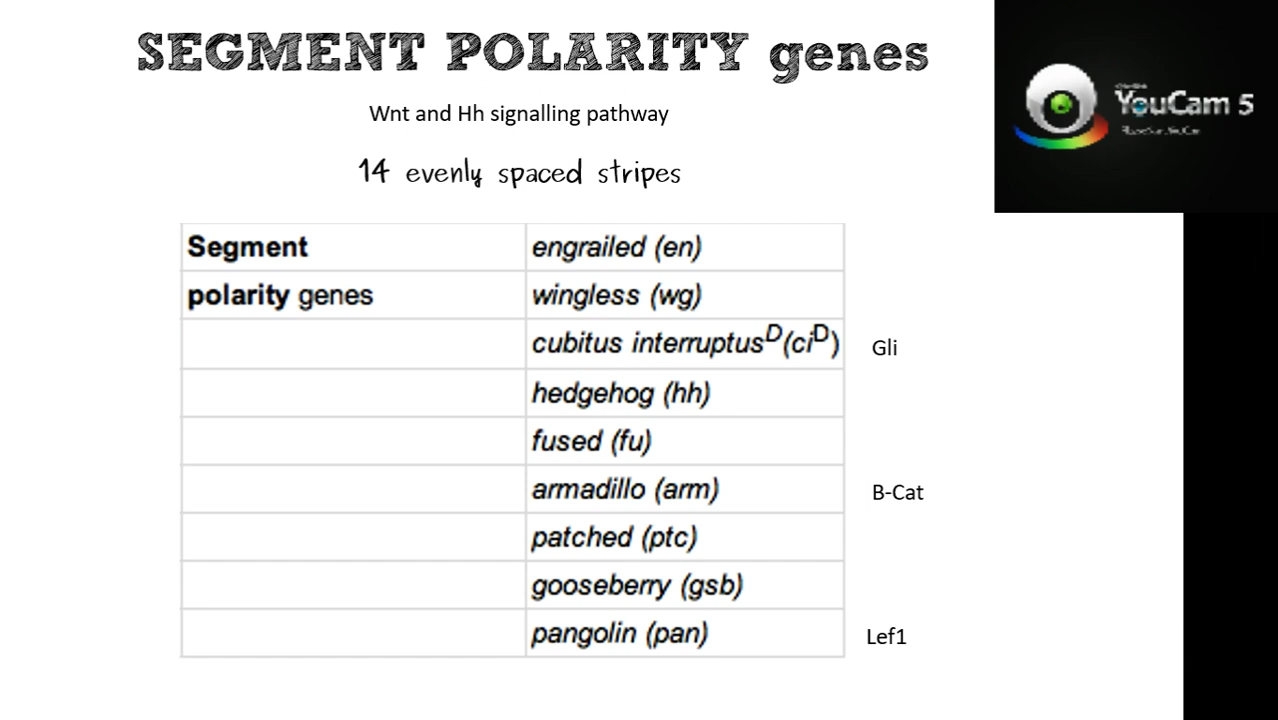 SEGMENT POLARITY genes
YouCam 5
Wnt and Hh signalling pathway
14 evenly spaced stripes
Segment engrailed (en)
polarity genes wingless (wg)
cubitus interruptusD(ciD) Gli
hedgehog (hh)
fused (fu)
armadillo (arm) B-Cat
patched (ptc)
gooseberry (gsb)
pangolin (pan) Lef1